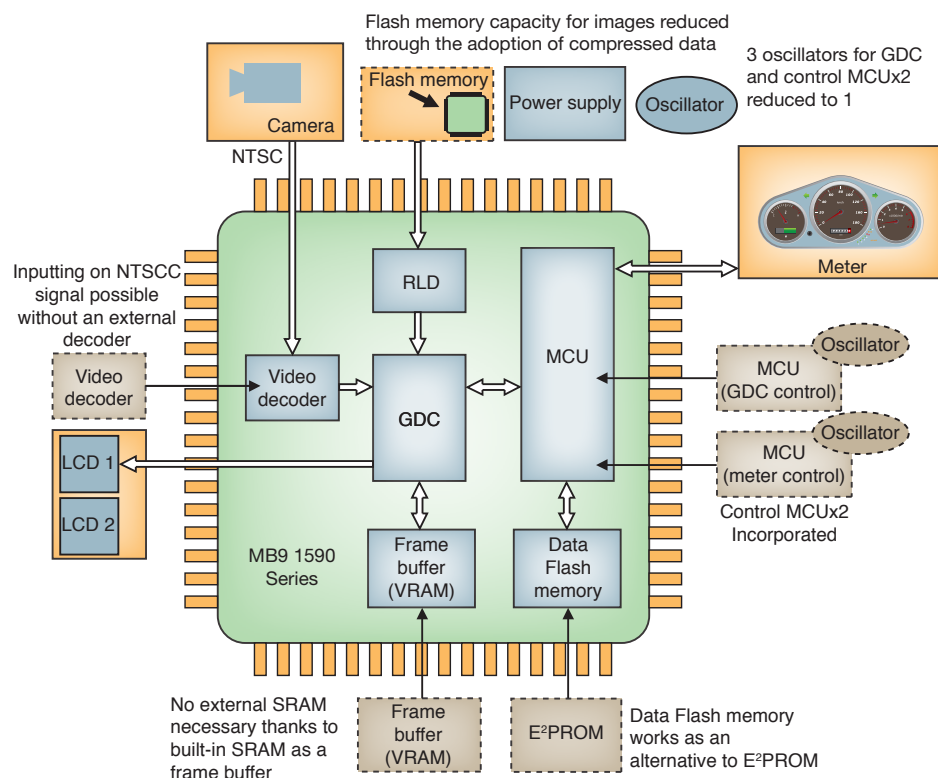 Flash memory capacity for images reduced
through the adoption of compressed data
3 oscillators for GDC
and control MCUx2
reduced to 1
Flash memory
Power supply
Oscillator
Camera
NTSC
Meter
Inputting on NTSCC
signal possible
without an external
decoder
RLD
MCU
Oscillator
MCU
(GDC control)
Video
decoder
Video
decoder
GDC
Oscillator
MCU
(meter control)
LCD 1
LCD 2
Control MCUx2
Incorporated
MB9 1590
Series
Frame
buffer
(VRAM)
Data
Flash
memory
No external SRAM
necessary thanks to
built-in SRAM as a
frame buffer
Frame
buffer
(VRAM)
E²PROM
Data Flash memory
works as an
alternative to E²PROM